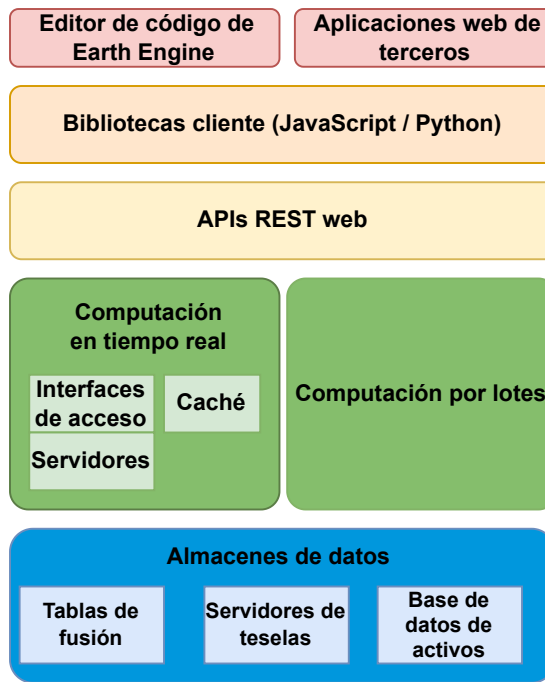 Editor de código de
Earth Engine
Aplicaciones web de
terceros
Bibliotecas cliente (JavaScript / Python)
APIs REST web
Computación
en tiempo real
Interfaces
de acceso
Caché
Servidores
Computación por lotes
Almacenes de datos
Tablas de
fusión
Servidores de
teselas
Base de
datos de
activos